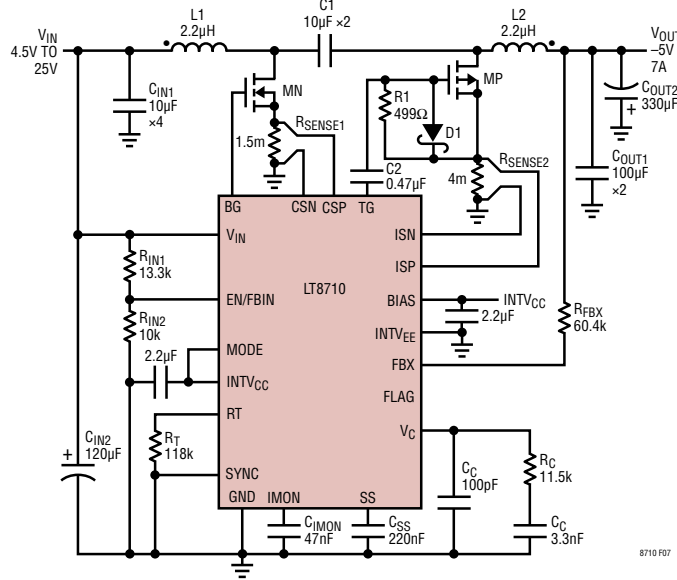 L1
2.2µH
C1
10µF ×2
L2
2.2µH
VIN
4.5V TO
25V
VOUT
–5V
7A
CIN1
10µF
×4
MN
RSENSE1
1.5m
R1
499Ω
D1
MP
RSENSE2
4m
COUT2
330µF
+
COUT1
100µF
×2
C2
0.47µF
BG
CSN
CSP
TG
VIN
ISN
RIN1
13.3k
ISP
LT8710
EN/FBIN
BIAS
INTVCC
RIN2
10k
2.2µF
INTVEE
RFBX
60.4k
MODE
2.2µF
INTVCC
FBX
FLAG
RT
VC
CIN2
120µF
+
RT
118k
SYNC
CC
100pF
RC
11.5k
GND
IMON
SS
CIMON
47nF
CSS
220nF
CC
3.3nF
8710 F07